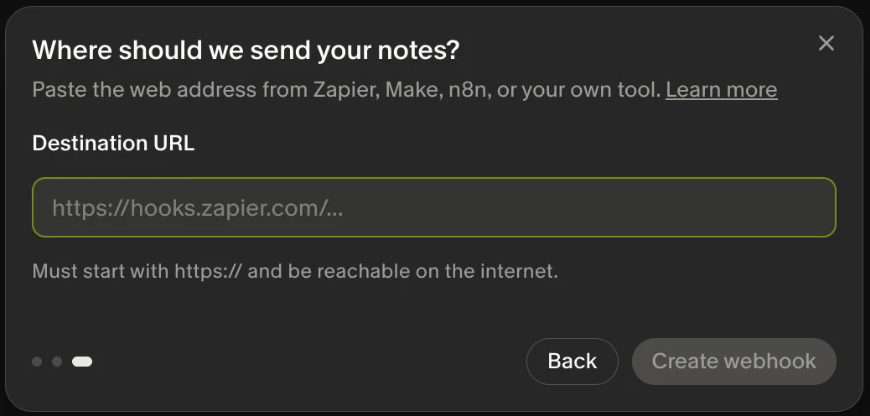 Where should we send your notes?
Paste the web address from Zapier, Make, n8n, or your own tool. Learn more
Destination URL
https://hooks.zapier.com/...
Must start with https:// and be reachable on the internet.
Back
Create webhook